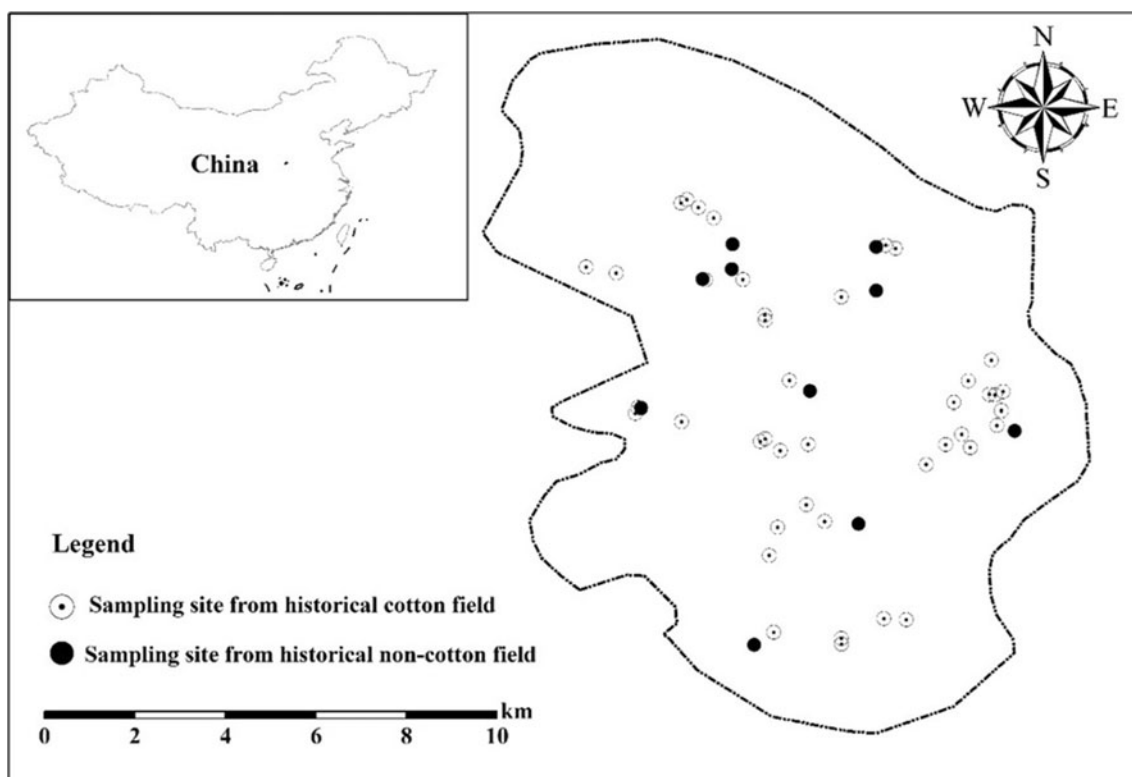 China
N
W
E
S
Legend
Sampling site from historical cotton field
Sampling site from historical non-cotton field
km
0 2 4 6 8 10